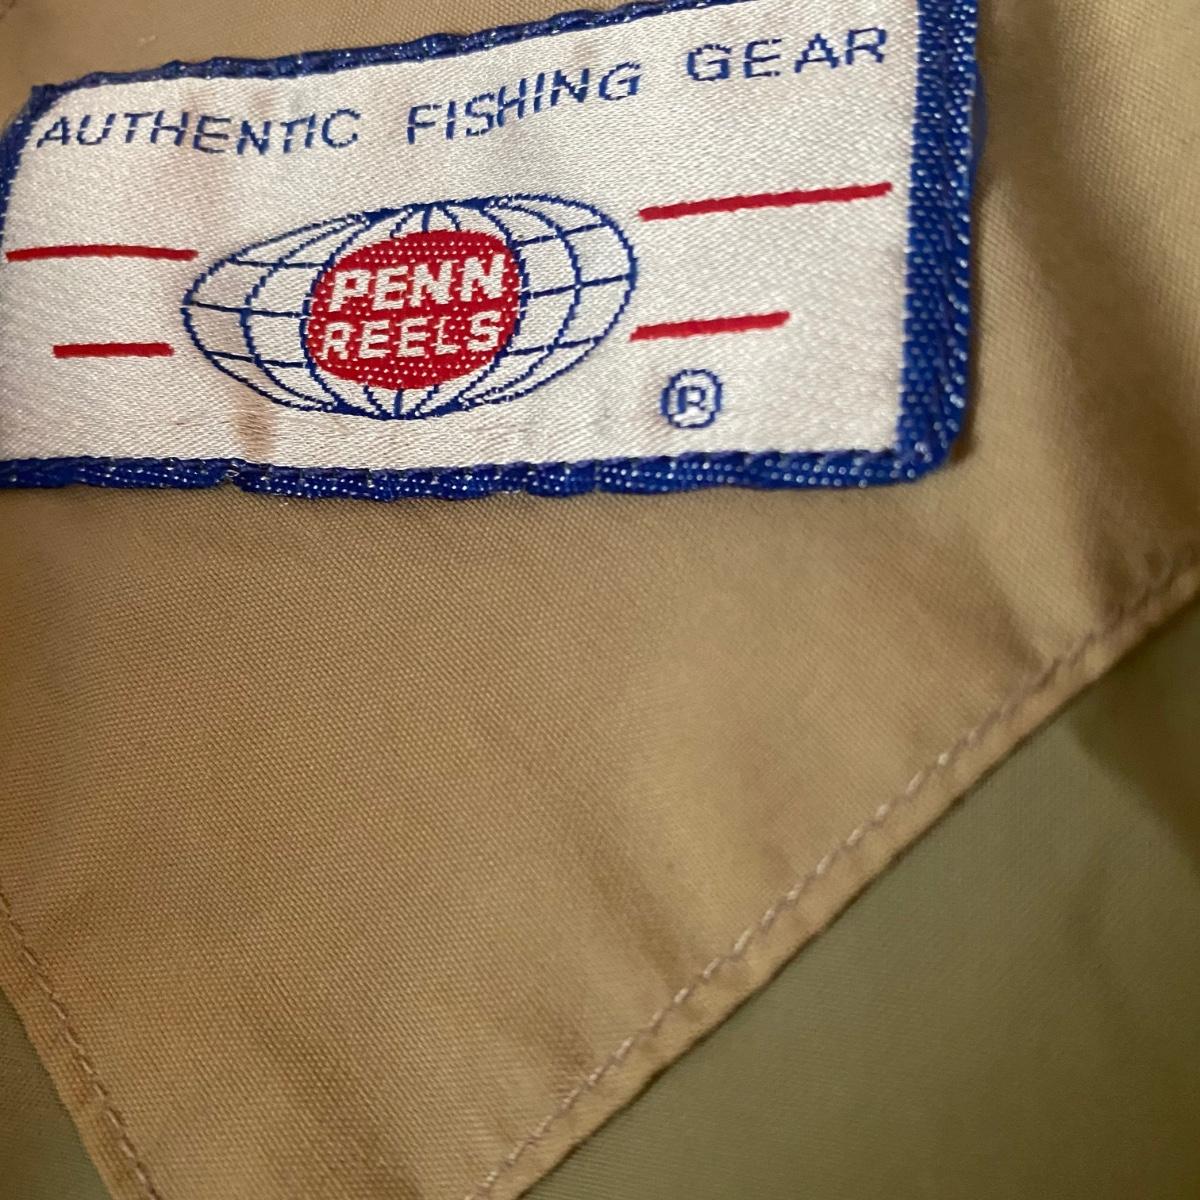 AUTHENTIC FISHING GEAR
PENN
REELS
®